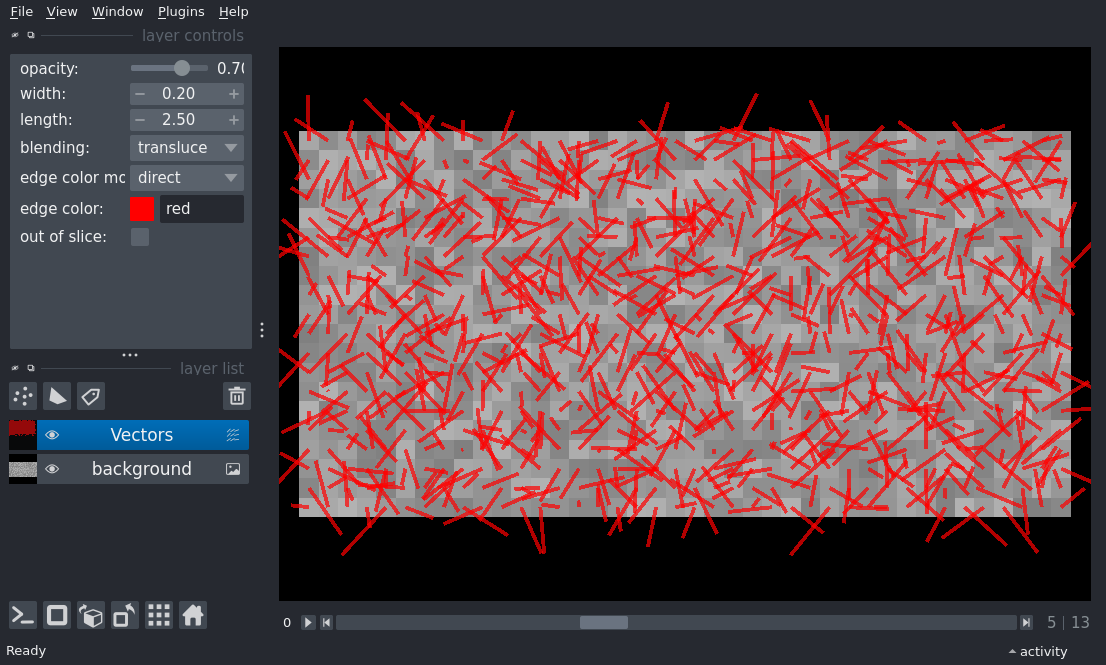 File View Window Plugins Help
layer controls
opacity: 0.70
width: 0.20
length: 2.50
blending: transluce
edge color mo direct
edge color: red
out of slice:
layer list
Vectors
background
0 5 | 13
Ready activity